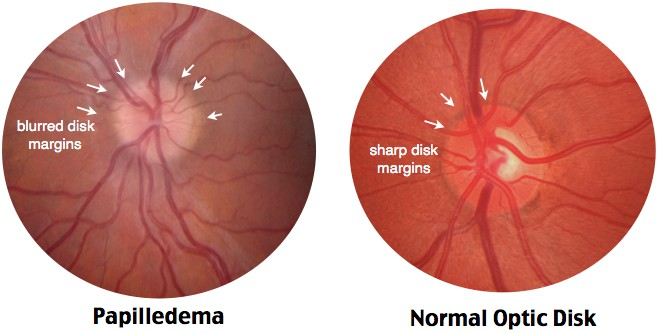 blurred disk
margins
sharp disk
margins
Papilledema
Normal Optic Disk